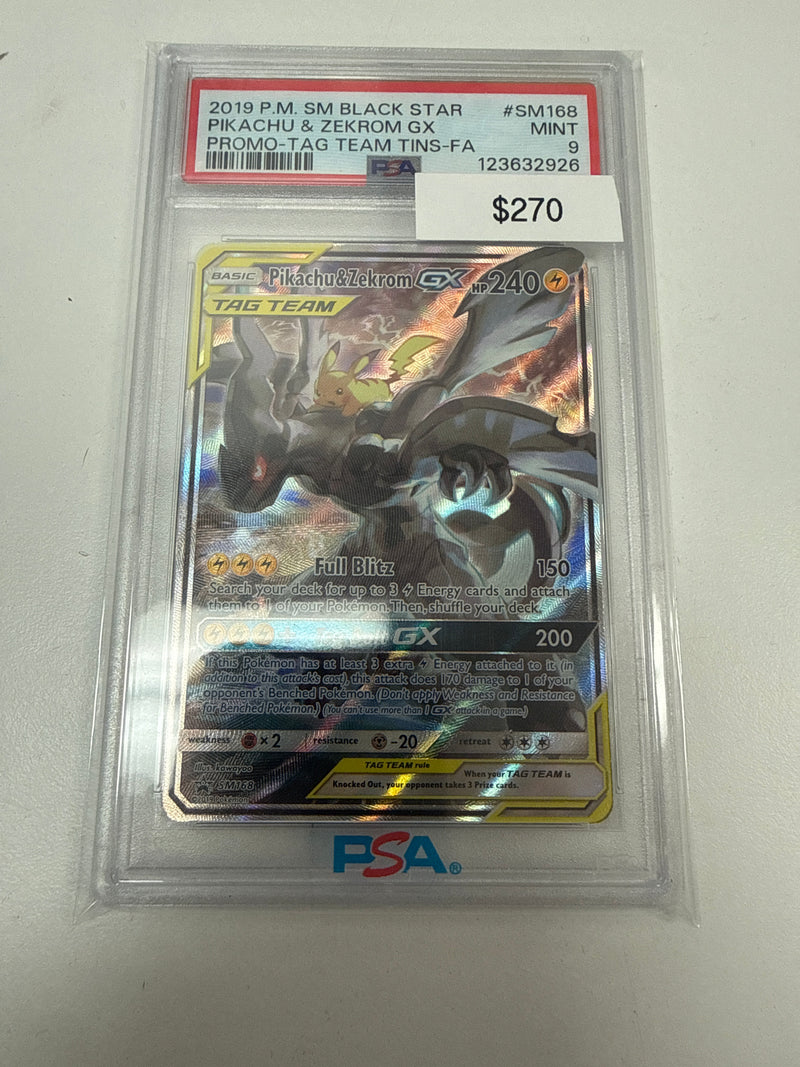 2019 P.M. SM BLACK STAR #SM168
PIKACHU & ZEKROM GX MINT
PROMO-TAG TEAM TINS-FA 9
PSA 123632926
$270
BASIC Pikachu&Zekrom GX HP 240
TAG TEAM
Full Blitz 150
Search your deck for up to 3 Energy cards and attach
them to 1 of your Pokémon. Then, shuffle your deck.
GX 200
If this Pokémon has at least 3 extra Energy attached to it (in
addition to this attack's cost), this attack does 170 damage to 1 of your
opponent's Benched Pokémon. (Don't apply Weakness and Resistance
for Benched Pokémon.) (You can't use more than 1 GX attack in a game.)
weakness ×2 resistance -20 retreat
Illus. kawayoo
SM168
©2019 Pokémon
TAG TEAM rule
When your TAG TEAM is
Knocked Out, your opponent takes 3 Prize cards.
PSA®